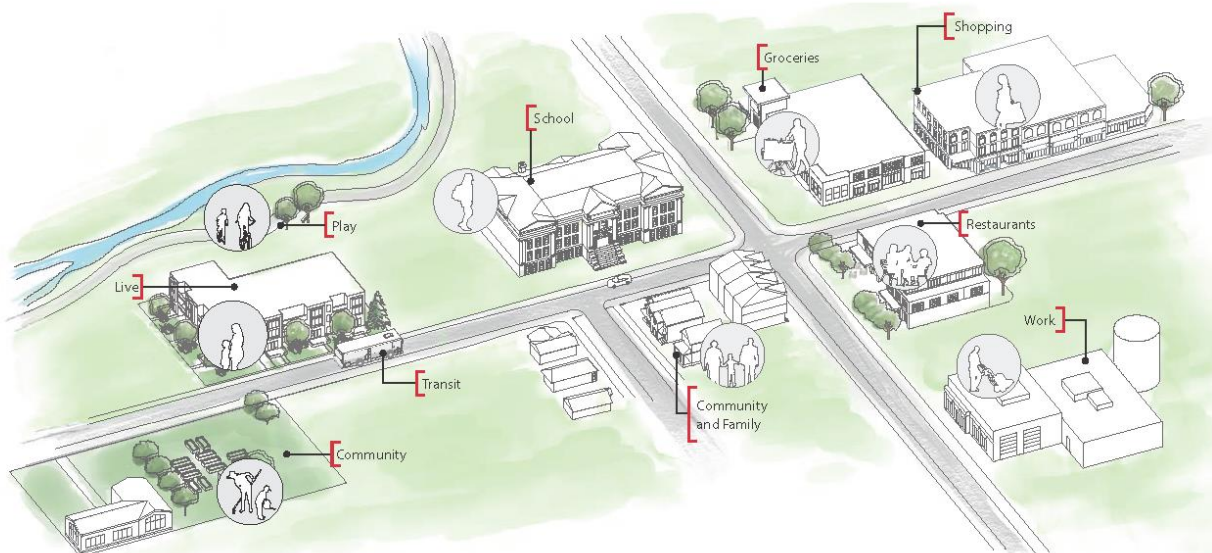 Shopping
Groceries
School
Play
Restaurants
Live
Work
Transit
Community
and Family
Community